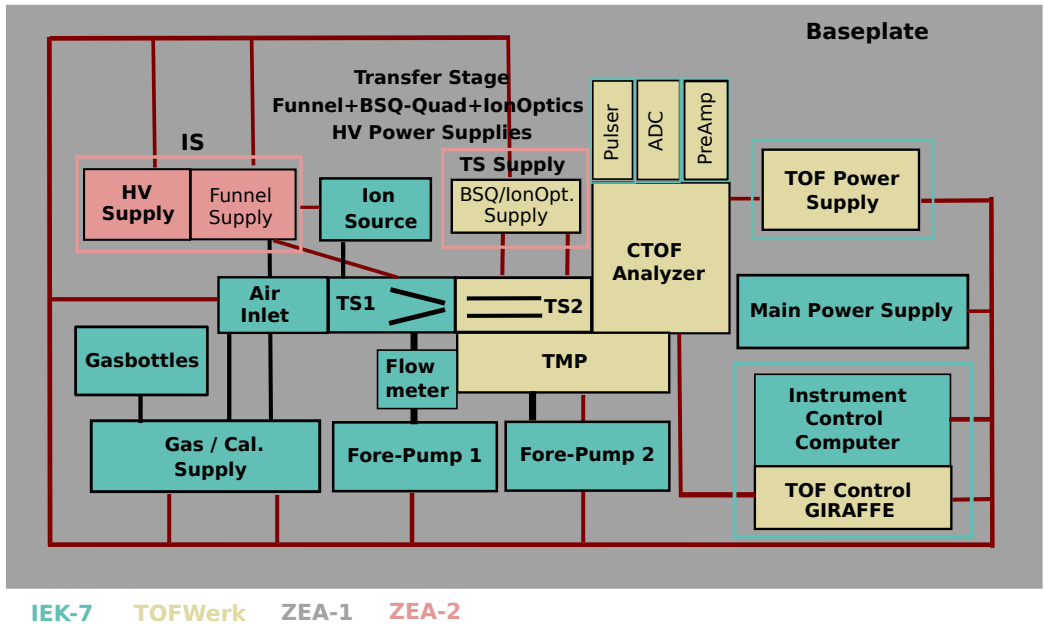 Baseplate
Transfer Stage
Funnel+BSQ-Quad+IonOptics
HV Power Supplies
IS
TS Supply
HV
Supply
Funnel
Supply
Ion
Source
BSQ/IonOpt.
Supply
Pulser
ADC
PreAmp
TOF Power
Supply
CTOF
Analyzer
Air
Inlet
TS1
TS2
Main Power Supply
Gasbottles
Flow
meter
TMP
Instrument
Control
Computer
Gas / Cal.
Supply
Fore-Pump 1
Fore-Pump 2
TOF Control
GIRAFFE
IEK-7 TOFWerk ZEA-1 ZEA-2